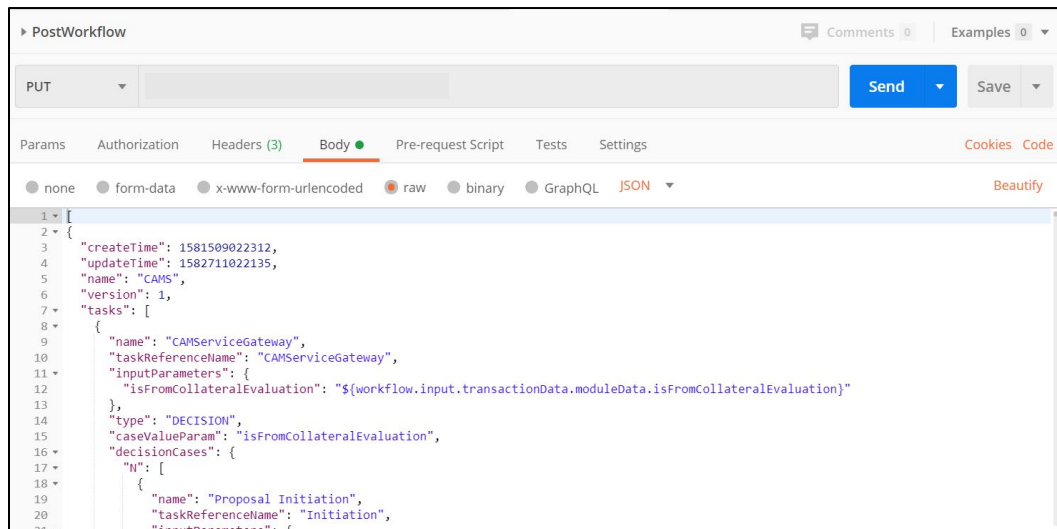 PostWorkflow Comments 0 Examples 0
PUT Send Save
Params Authorization Headers (3) Body Pre-request Script Tests Settings Cookies Code
none form-data x-www-form-urlencoded raw binary GraphQL JSON Beautify
1 [
2 {
3 "createTime": 1581509022312,
4 "updateTime": 1582711022135,
5 "name": "CAMS",
6 "version": 1,
7 "tasks": [
8 {
9 "name": "CAMServiceGateway",
10 "taskReferenceName": "CAMServiceGateway",
11 "inputParameters": {
12 "isFromCollateralEvaluation": "${workflow.input.transactionData.moduleData.isFromCollateralEvaluation}"
13 },
14 "type": "DECISION",
15 "caseValueParam": "isFromCollateralEvaluation",
16 "decisionCases": {
17 "N": [
18 {
19 "name": "Proposal Initiation",
20 "taskReferenceName": "Initiation",
21 "inputParameters": {